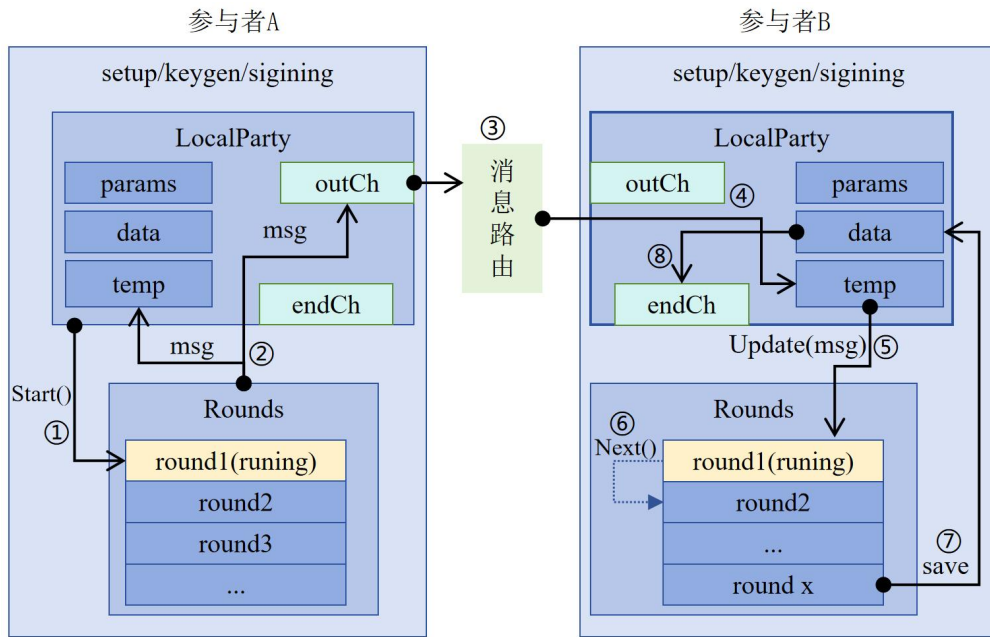 参与者A
setup/keygen/sigining
LocalParty
params
data
temp
outCh
msg
endCh
msg
②
Start()
①
Rounds
round1(runing)
round2
round3
...
③
消
息
路
由
参与者B
setup/keygen/sigining
LocalParty
outCh
④
params
data
⑧
endCh
temp
Update(msg)
⑤
Rounds
⑥
Next()
round1(runing)
round2
...
round x
⑦
save